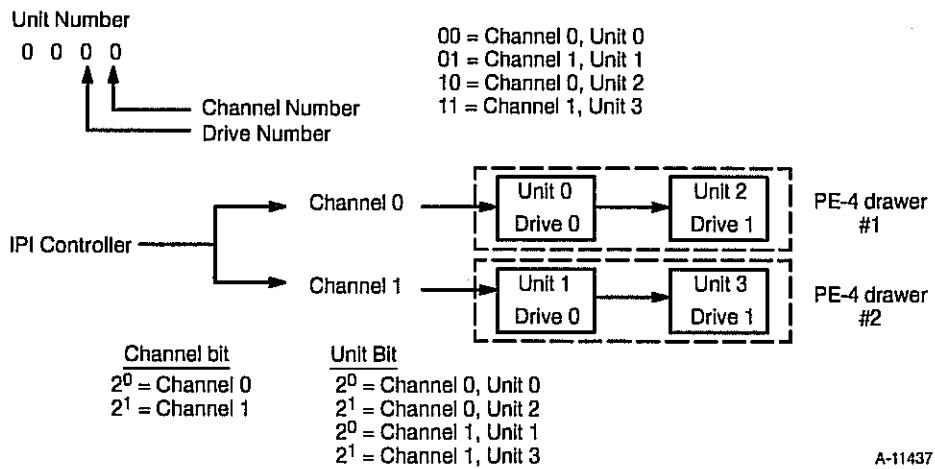 Unit Number
0 0 0 0
Channel Number
Drive Number
00 = Channel 0, Unit 0
01 = Channel 1, Unit 1
10 = Channel 0, Unit 2
11 = Channel 1, Unit 3
IPI Controller
Channel 0
Unit 0
Drive 0
Unit 2
Drive 1
PE-4 drawer
#1
Channel 1
Unit 1
Drive 0
Unit 3
Drive 1
PE-4 drawer
#2
Channel bit
2⁰ = Channel 0
2¹ = Channel 1
Unit Bit
2⁰ = Channel 0, Unit 0
2¹ = Channel 0, Unit 2
2⁰ = Channel 1, Unit 1
2¹ = Channel 1, Unit 3
A-11437